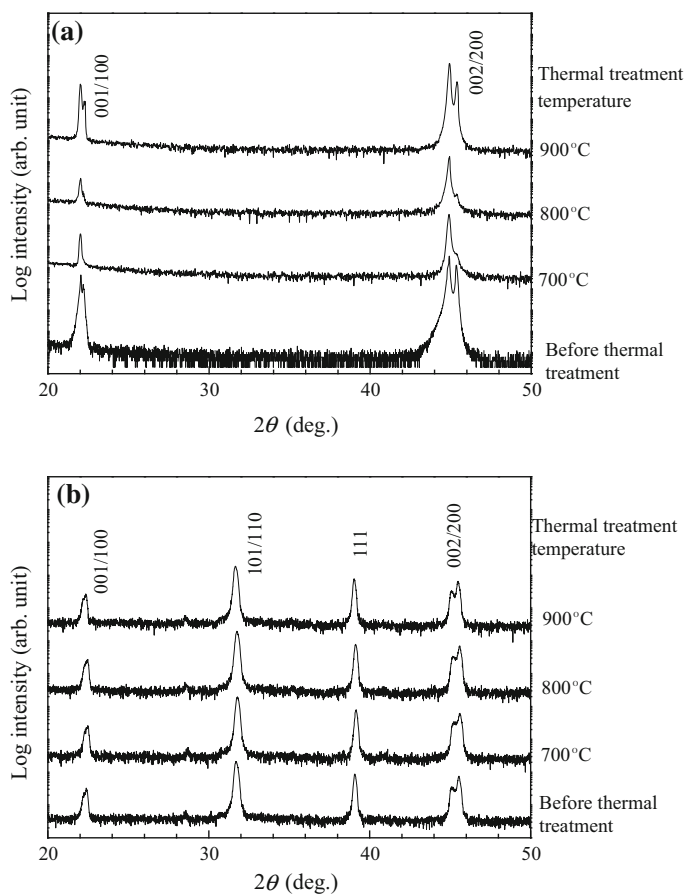 (a)
001/100
002/200
Thermal treatment
temperature
900°C
800°C
700°C
Before thermal
treatment
Log intensity (arb. unit)
20 30 40 50
2θ (deg.)
(b)
001/100
101/110
111
002/200
Thermal treatment
temperature
900°C
800°C
700°C
Before thermal
treatment
Log intensity (arb. unit)
20 30 40 50
2θ (deg.)